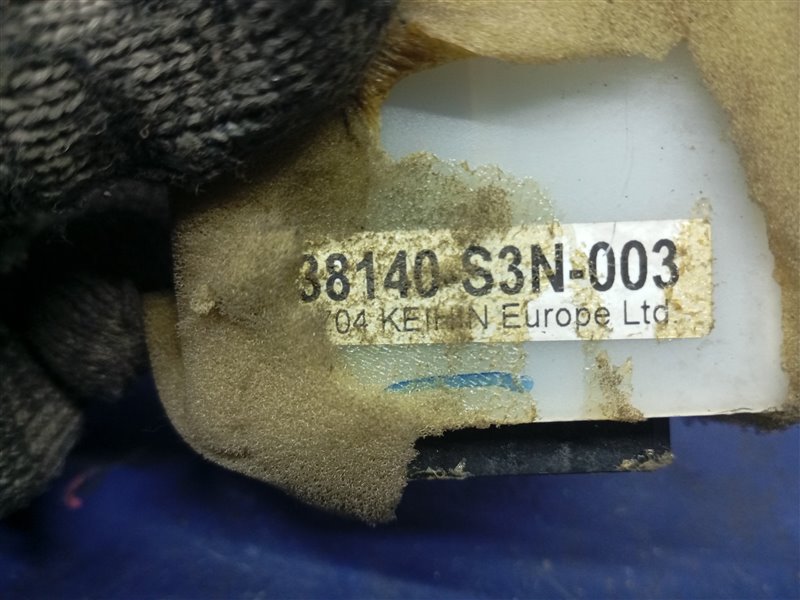 38140-S3N-003
704 KEIHIN Europe Ltd.